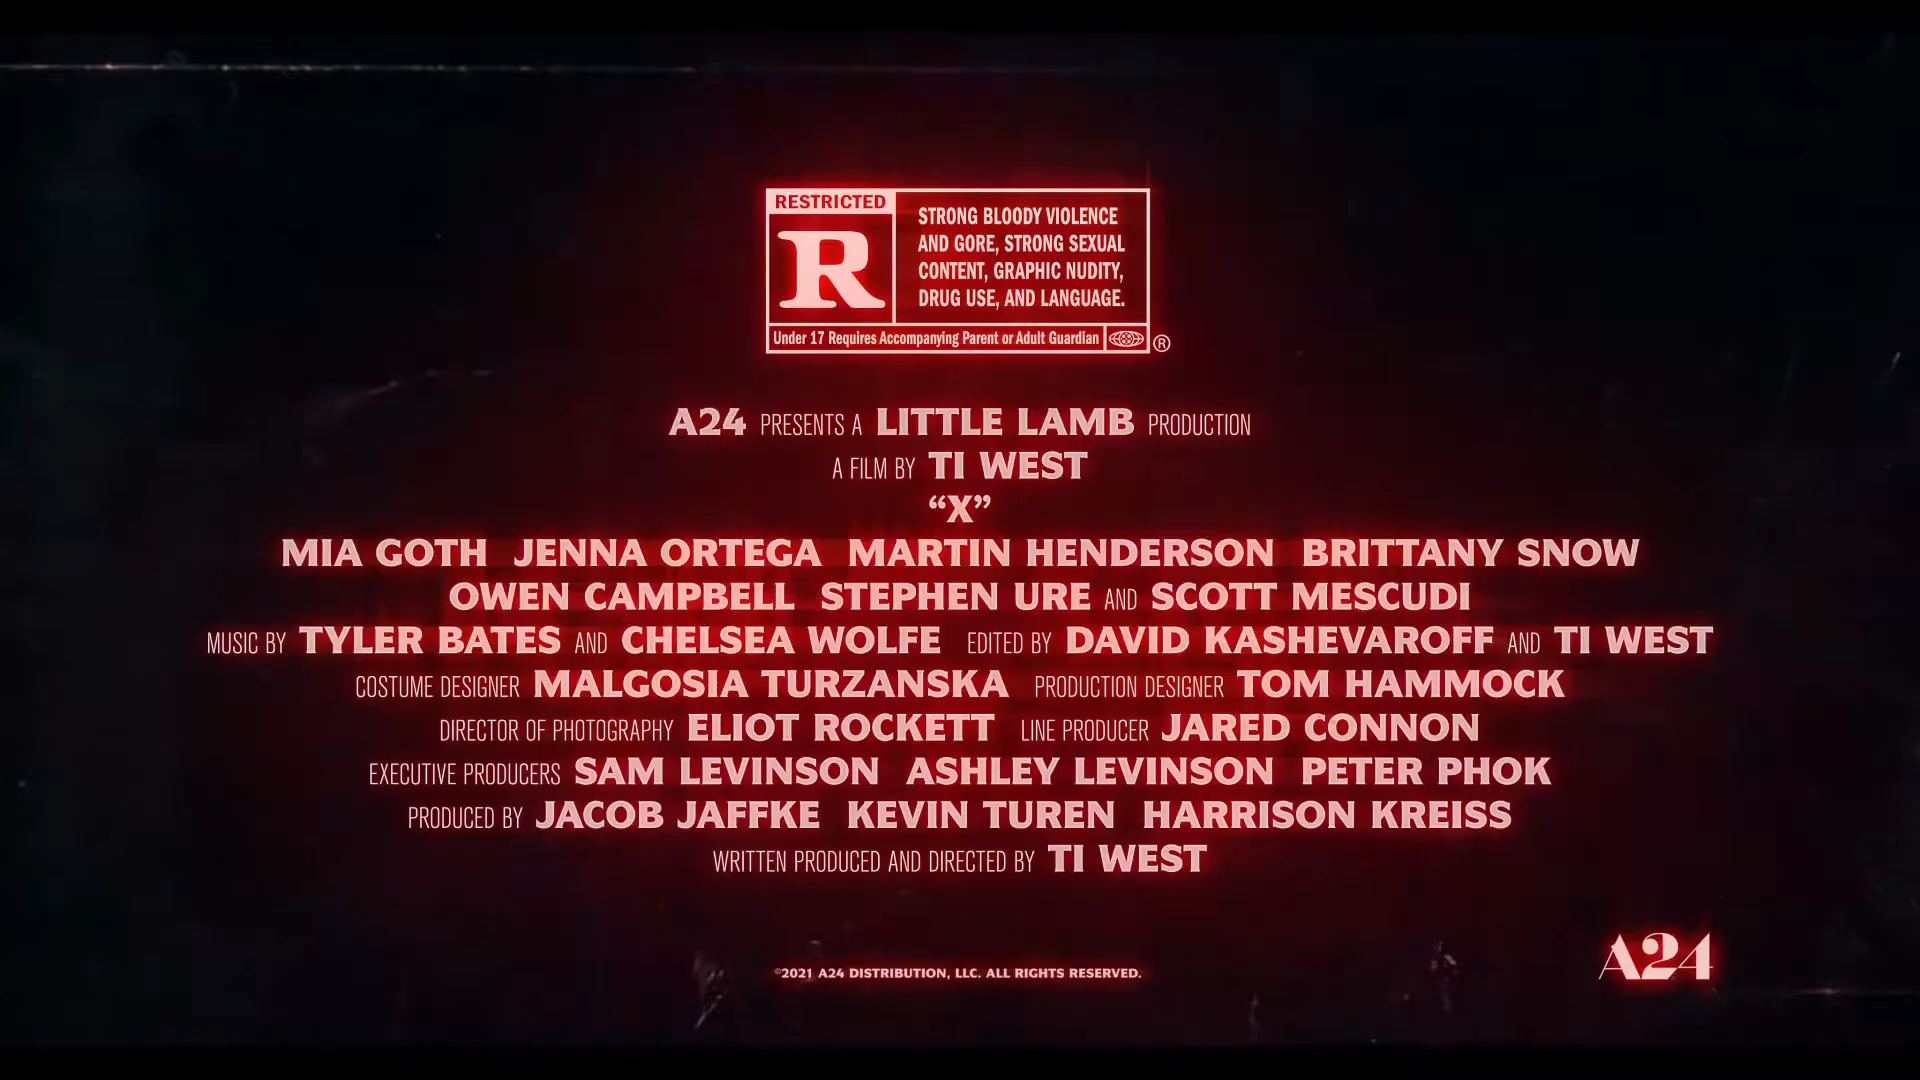 RESTRICTED
R
STRONG BLOODY VIOLENCE
AND GORE, STRONG SEXUAL
CONTENT, GRAPHIC NUDITY,
DRUG USE, AND LANGUAGE.
Under 17 Requires Accompanying Parent or Adult Guardian
®
A24 PRESENTS A LITTLE LAMB PRODUCTION
A FILM BY TI WEST
“X”
MIA GOTH JENNA ORTEGA MARTIN HENDERSON BRITTANY SNOW
OWEN CAMPBELL STEPHEN URE AND SCOTT MESCUDI
MUSIC BY TYLER BATES AND CHELSEA WOLFE EDITED BY DAVID KASHEVAROFF AND TI WEST
COSTUME DESIGNER MALGOSIA TURZANSKA PRODUCTION DESIGNER TOM HAMMOCK
DIRECTOR OF PHOTOGRAPHY ELIOT ROCKETT LINE PRODUCER JARED CONNON
EXECUTIVE PRODUCERS SAM LEVINSON ASHLEY LEVINSON PETER PHOK
PRODUCED BY JACOB JAFFKE KEVIN TUREN HARRISON KREISS
WRITTEN PRODUCED AND DIRECTED BY TI WEST
©2021 A24 DISTRIBUTION, LLC. ALL RIGHTS RESERVED.
A24